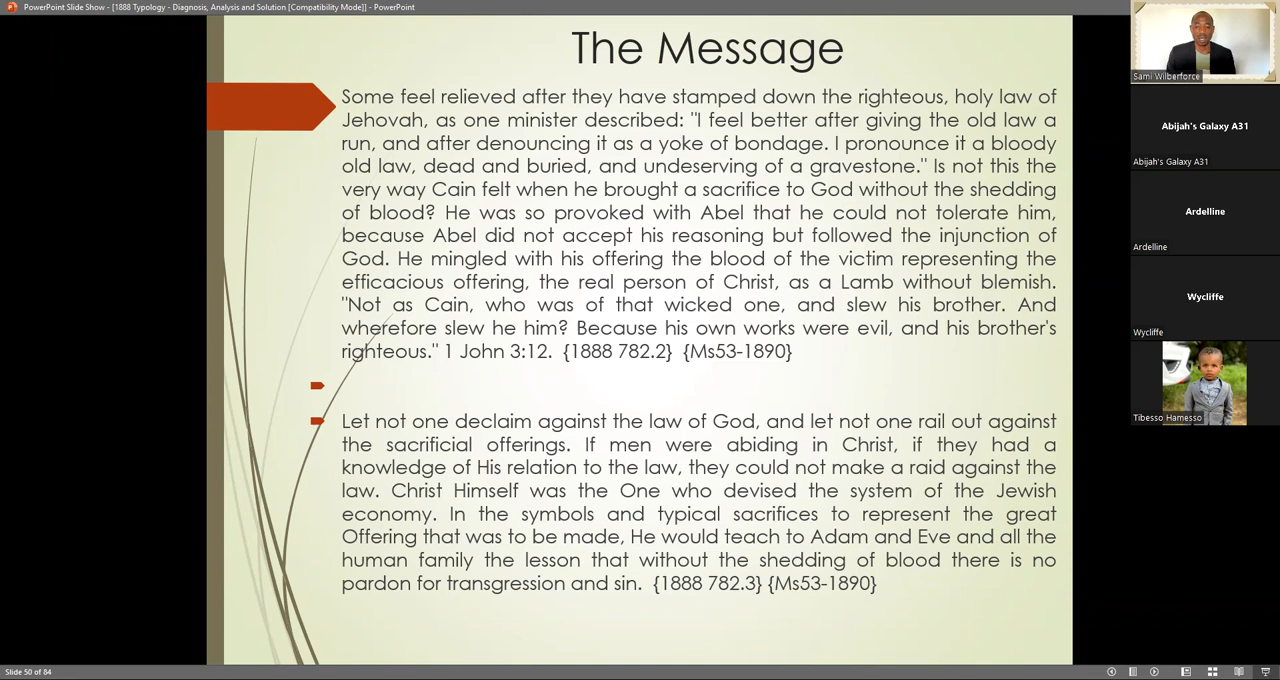 PowerPoint Slide Show - [1888 Typology - Diagnosis, Analysis and Solution [Compatibility Mode]] - PowerPoint
The Message
Some feel relieved after they have stamped down the righteous, holy law of
Jehovah, as one minister described: "I feel better after giving the old law a
run, and after denouncing it as a yoke of bondage. I pronounce it a bloody
old law, dead and buried, and undeserving of a gravestone." Is not this the
very way Cain felt when he brought a sacrifice to God without the shedding
of blood? He was so provoked with Abel that he could not tolerate him,
because Abel did not accept his reasoning but followed the injunction of
God. He mingled with his offering the blood of the victim representing the
efficacious offering, the real person of Christ, as a Lamb without blemish.
"Not as Cain, who was of that wicked one, and slew his brother. And
wherefore slew he him? Because his own works were evil, and his brother's
righteous." 1 John 3:12. {1888 782.2} {Ms53-1890}
Let not one declaim against the law of God, and let not one rail out against
the sacrificial offerings. If men were abiding in Christ, if they had a
knowledge of His relation to the law, they could not make a raid against the
law. Christ Himself was the One who devised the system of the Jewish
economy. In the symbols and typical sacrifices to represent the great
Offering that was to be made, He would teach to Adam and Eve and all the
human family the lesson that without the shedding of blood there is no
pardon for transgression and sin. {1888 782.3} {Ms53-1890}
Slide 50 of 84
Sami Wilberforce
Abijah's Galaxy A31
Abijah's Galaxy A31
Ardelline
Ardelline
Wycliffe
Wycliffe
Tibesso Hamesso